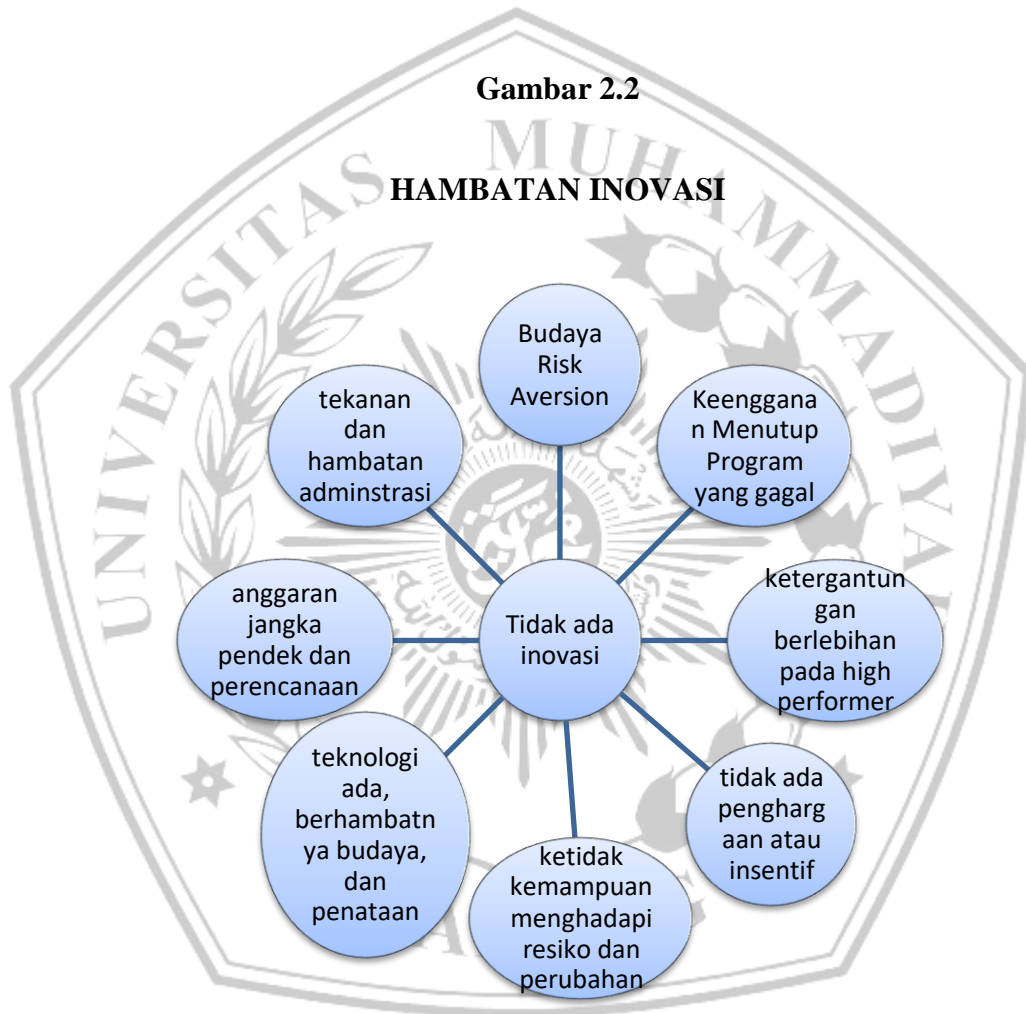 Gambar 2.2
HAMBATAN INOVASI
UNIVERSITAS MUHAMMADIYAH
Budaya
Risk
Aversion
Keenggana
n Menutup
Program
yang gagal
ketergantun
gan
berlebihan
pada high
performer
tidak ada
pengharg
aan atau
insentif
ketidak
kemampuan
menghadapi
resiko dan
perubahan
teknologi
ada,
berhambatn
ya budaya,
dan
penataan
anggaran
jangka
pendek dan
perencanaan
tekanan
dan
hambatan
adminstrasi
Tidak ada
inovasi